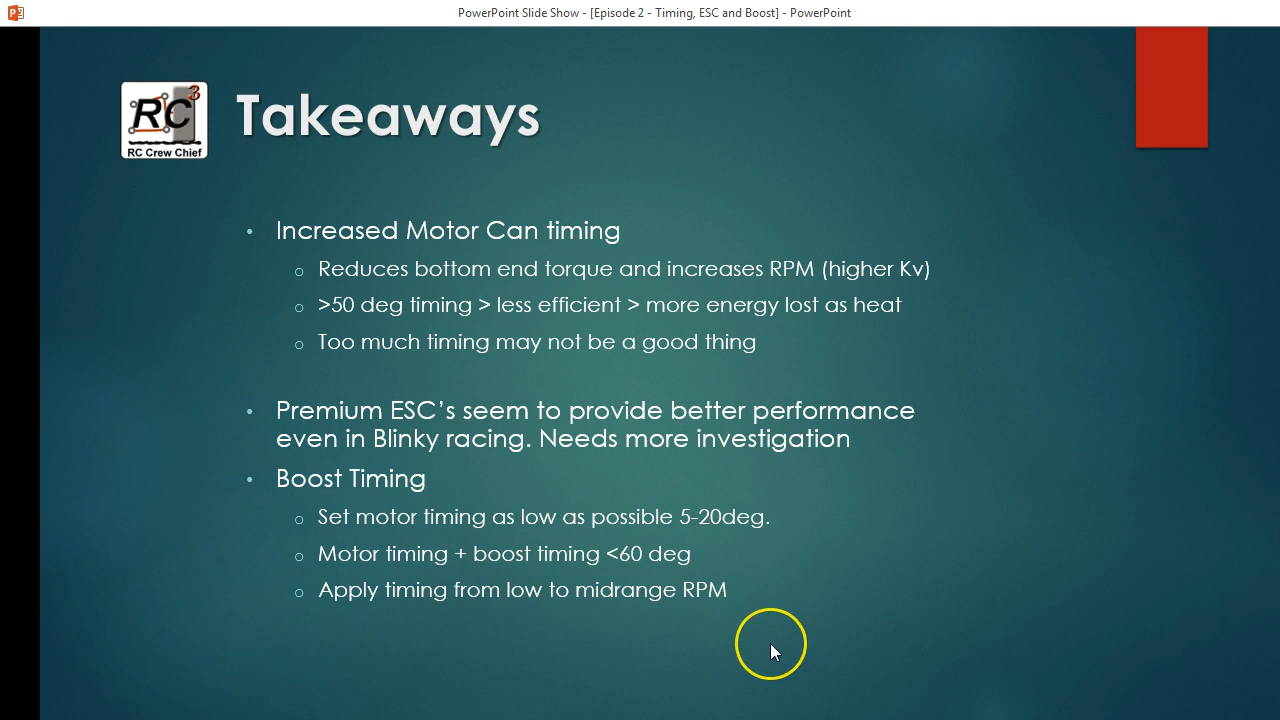 PowerPoint Slide Show - [Episode 2 - Timing, ESC and Boost] - PowerPoint
RC3
RC Crew Chief
Takeaways
• Increased Motor Can timing
o Reduces bottom end torque and increases RPM (higher Kv)
o >50 deg timing > less efficient > more energy lost as heat
o Too much timing may not be a good thing
• Premium ESC’s seem to provide better performance
even in Blinky racing. Needs more investigation
• Boost Timing
o Set motor timing as low as possible 5-20deg.
o Motor timing + boost timing <60 deg
o Apply timing from low to midrange RPM